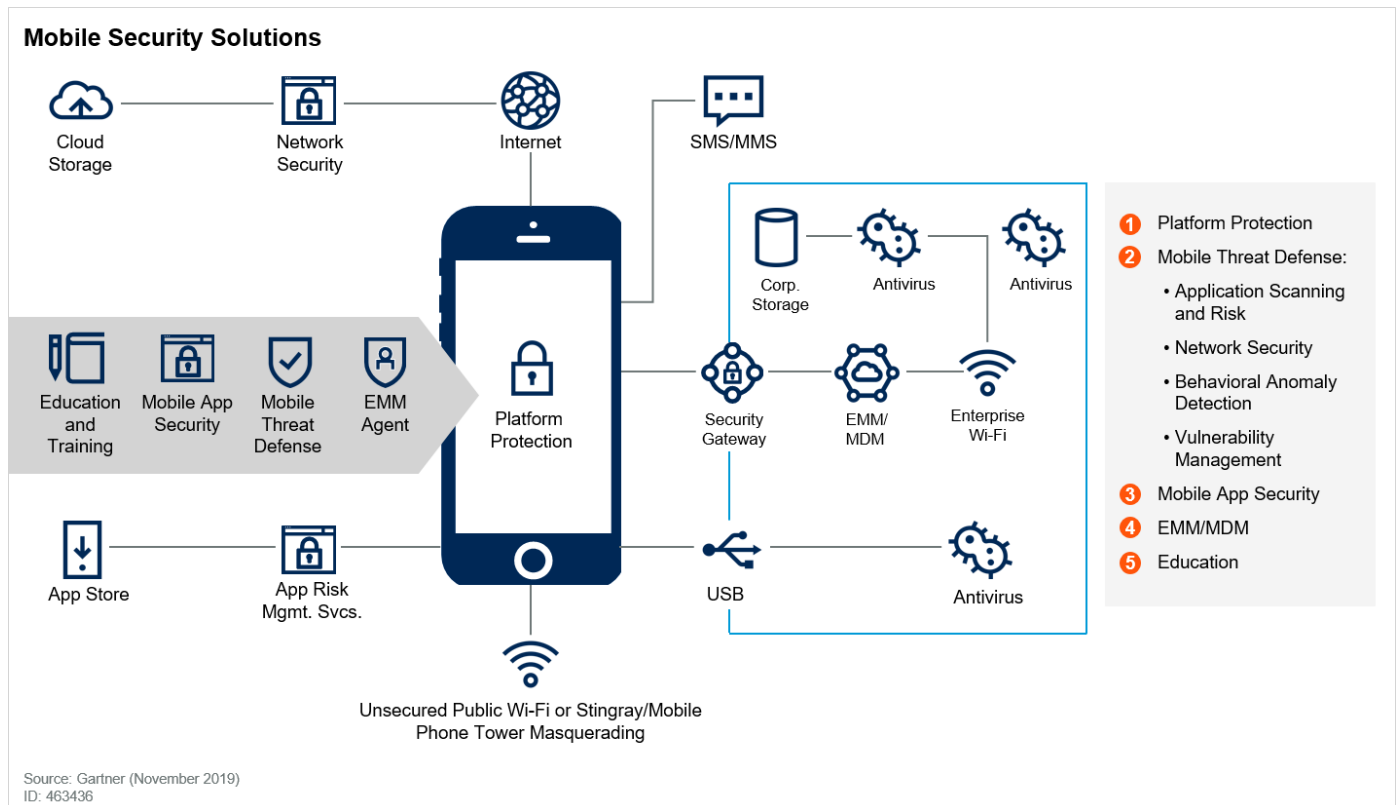 Mobile Security Solutions
Cloud
Storage
Network
Security
Internet
SMS/MMS
Corp.
Storage
Antivirus
Antivirus
Education
and
Training
Mobile App
Security
Mobile
Threat
Defense
EMM
Agent
Platform
Protection
Security
Gateway
EMM/
MDM
Enterprise
Wi-Fi
App Store
App Risk
Mgmt. Svcs.
USB
Antivirus
Unsecured Public Wi-Fi or Stingray/Mobile
Phone Tower Masquerading
1 Platform Protection
2 Mobile Threat Defense:
• Application Scanning
and Risk
• Network Security
• Behavioral Anomaly
Detection
• Vulnerability
Management
3 Mobile App Security
4 EMM/MDM
5 Education
Source: Gartner (November 2019)
ID: 463436